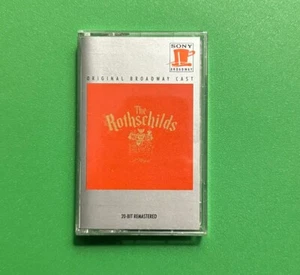 SONY
BROADWAY
ORIGINAL BROADWAY CAST
The
Rothschilds
20-BIT REMASTERED